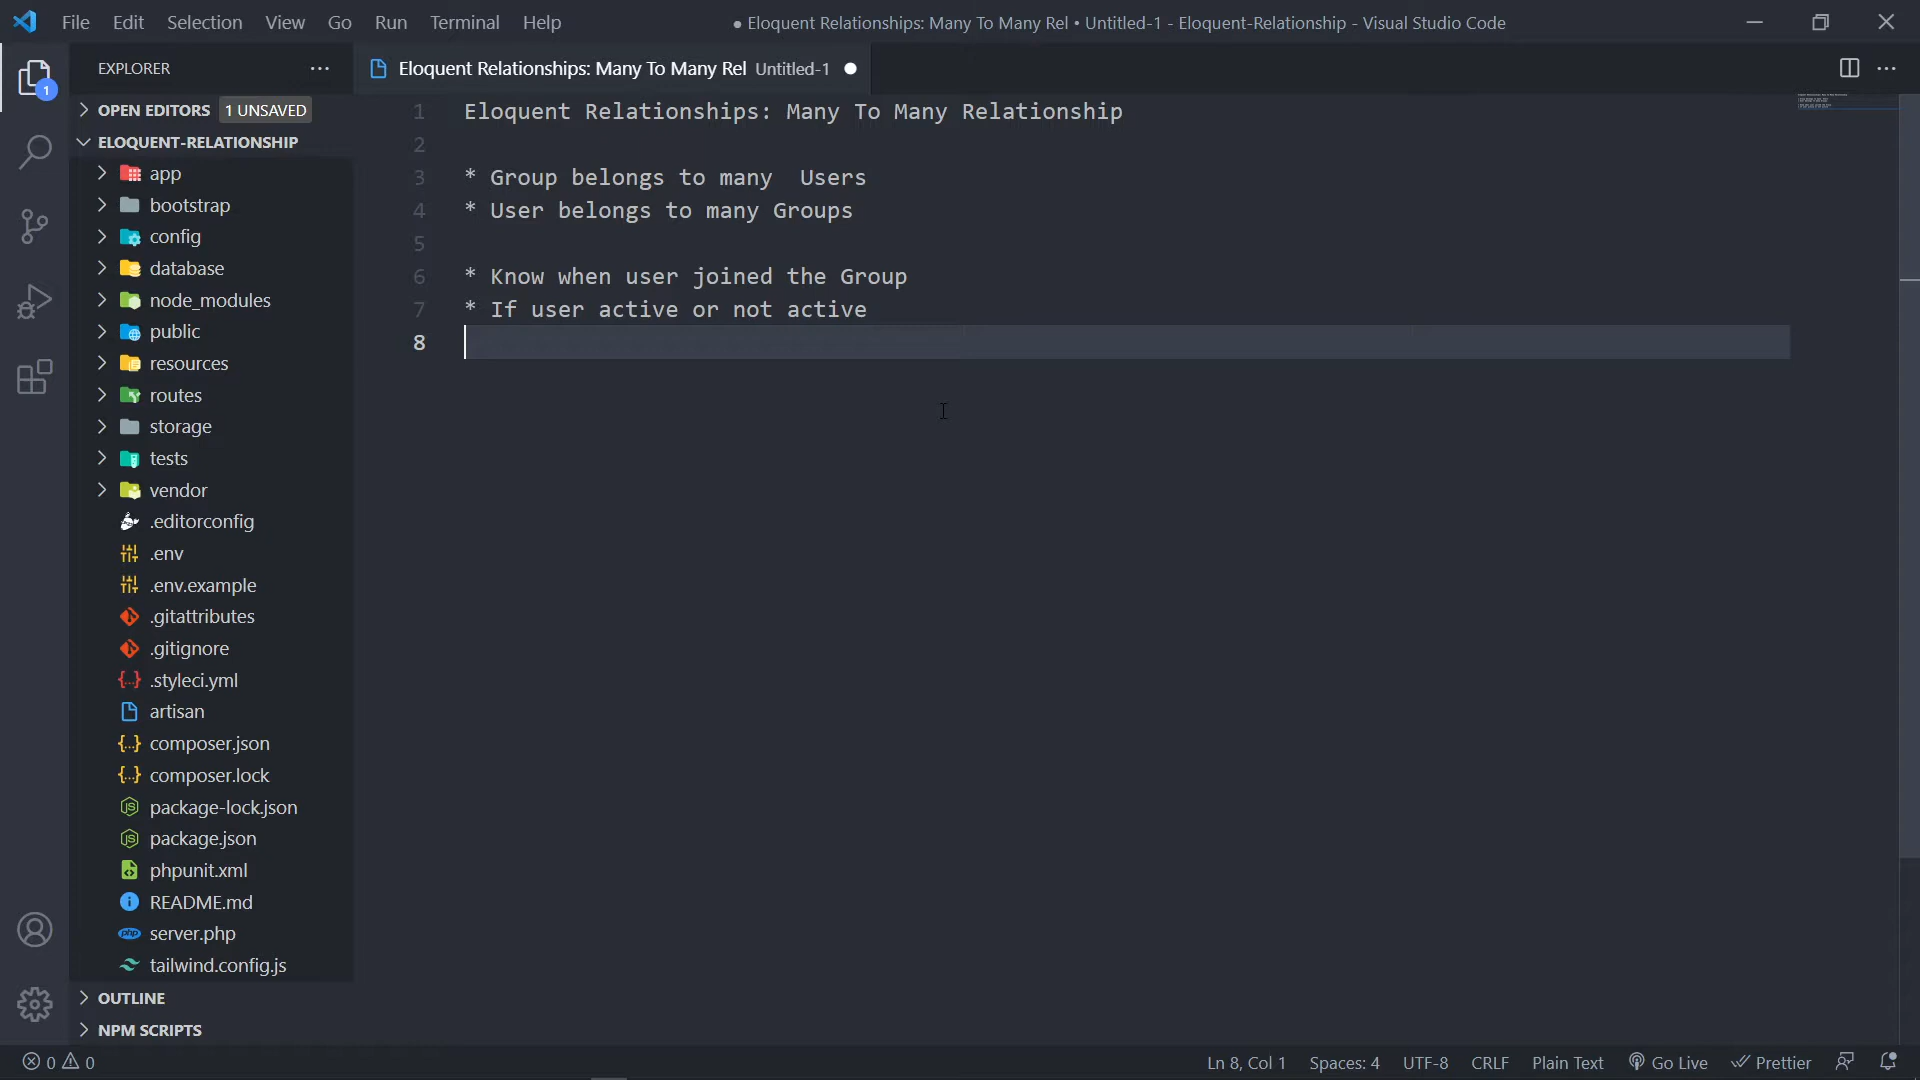 File Edit Selection View Go Run Terminal Help
● Eloquent Relationships: Many To Many Rel • Untitled-1 - Eloquent-Relationship - Visual Studio Code
EXPLORER
Eloquent Relationships: Many To Many Rel Untitled-1
1
OPEN EDITORS 1 UNSAVED
ELOQUENT-RELATIONSHIP
app
bootstrap
config
database
node_modules
public
resources
routes
storage
tests
vendor
.editorconfig
.env
.env.example
.gitattributes
.gitignore
.styleci.yml
artisan
composer.json
composer.lock
package-lock.json
package.json
phpunit.xml
README.md
server.php
tailwind.config.js
OUTLINE
NPM SCRIPTS
1 Eloquent Relationships: Many To Many Relationship
2
3 * Group belongs to many  Users
4 * User belongs to many Groups
5
6 * Know when user joined the Group
7 * If user active or not active
8
0 0
Ln 8, Col 1 Spaces: 4 UTF-8 CRLF Plain Text Go Live Prettier